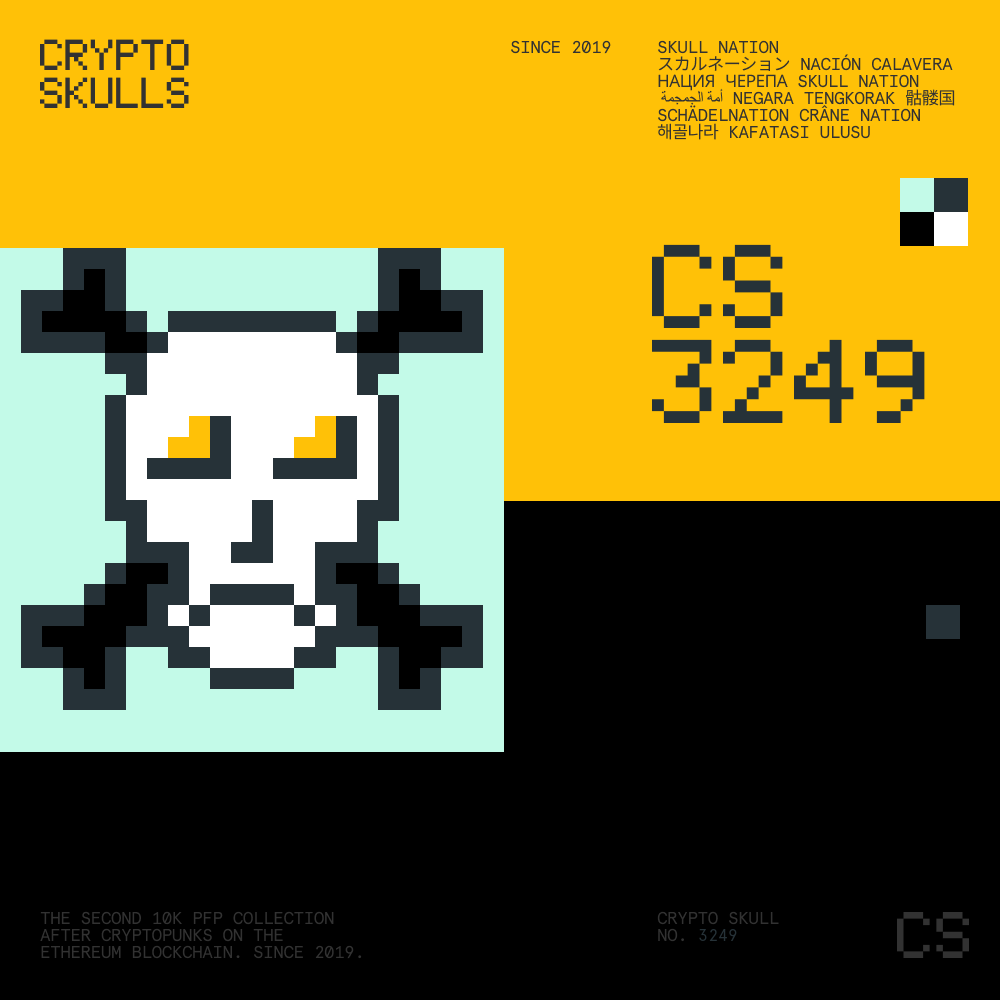 CRYPTO
SKULLS
SINCE 2019
SKULL NATION
スカルネーション NACIÓN CALAVERA
НАЦИЯ ЧЕРЕПА SKULL NATION
أمة الجمجمة NEGARA TENGKORAK 骷髅国
SCHÄDELNATION CRÂNE NATION
해골나라 KAFATASI ULUSU
CS
3249
THE SECOND 10K PFP COLLECTION
AFTER CRYPTOPUNKS ON THE
ETHEREUM BLOCKCHAIN. SINCE 2019.
CRYPTO SKULL
NO. 3249
CS